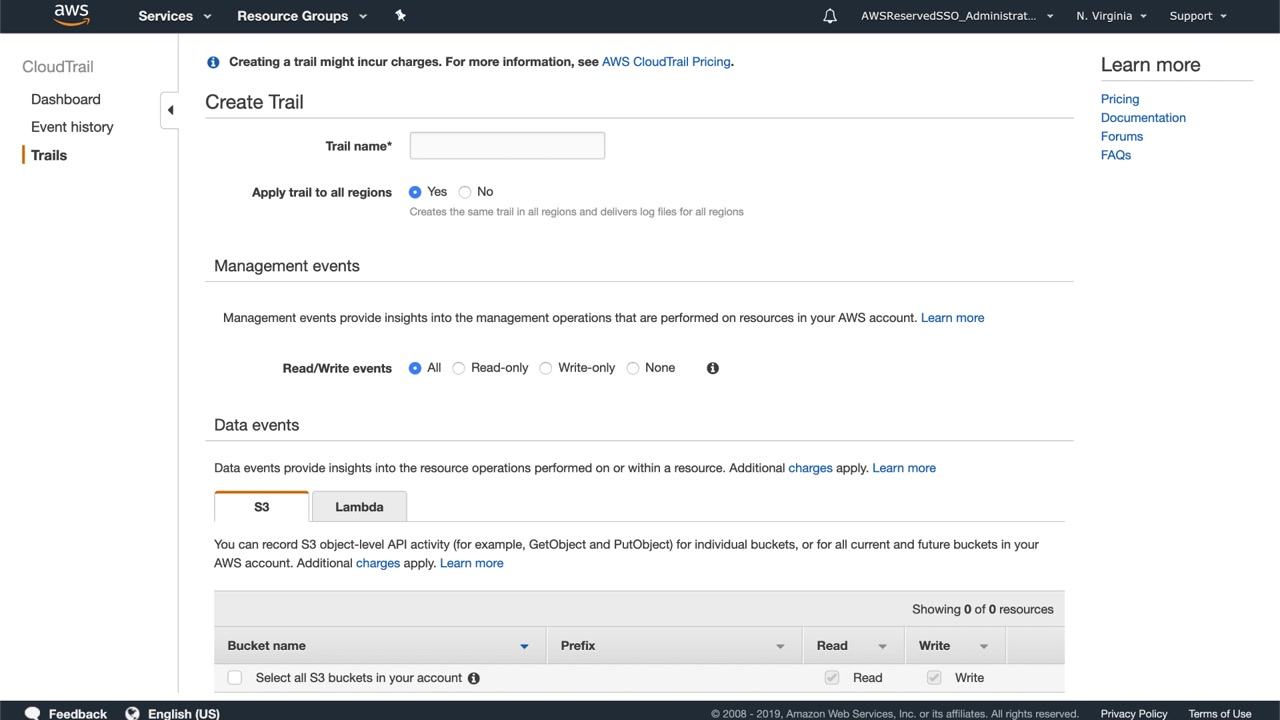 aws Services Resource Groups AWSReservedSSO_Administrat... N. Virginia Support
CloudTrail
Dashboard
Event history
Trails
Creating a trail might incur charges. For more information, see AWS CloudTrail Pricing.
Create Trail
Trail name*
Apply trail to all regions Yes No
Creates the same trail in all regions and delivers log files for all regions
Management events
Management events provide insights into the management operations that are performed on resources in your AWS account. Learn more
Read/Write events All Read-only Write-only None
Data events
Data events provide insights into the resource operations performed on or within a resource. Additional charges apply. Learn more
S3 Lambda
You can record S3 object-level API activity (for example, GetObject and PutObject) for individual buckets, or for all current and future buckets in your
AWS account. Additional charges apply. Learn more
Showing 0 of 0 resources
Bucket name Prefix Read Write
Select all S3 buckets in your account Read Write
Learn more
Pricing
Documentation
Forums
FAQs
Feedback English (US) © 2008 - 2019, Amazon Web Services, Inc. or its affiliates. All rights reserved. Privacy Policy Terms of Use